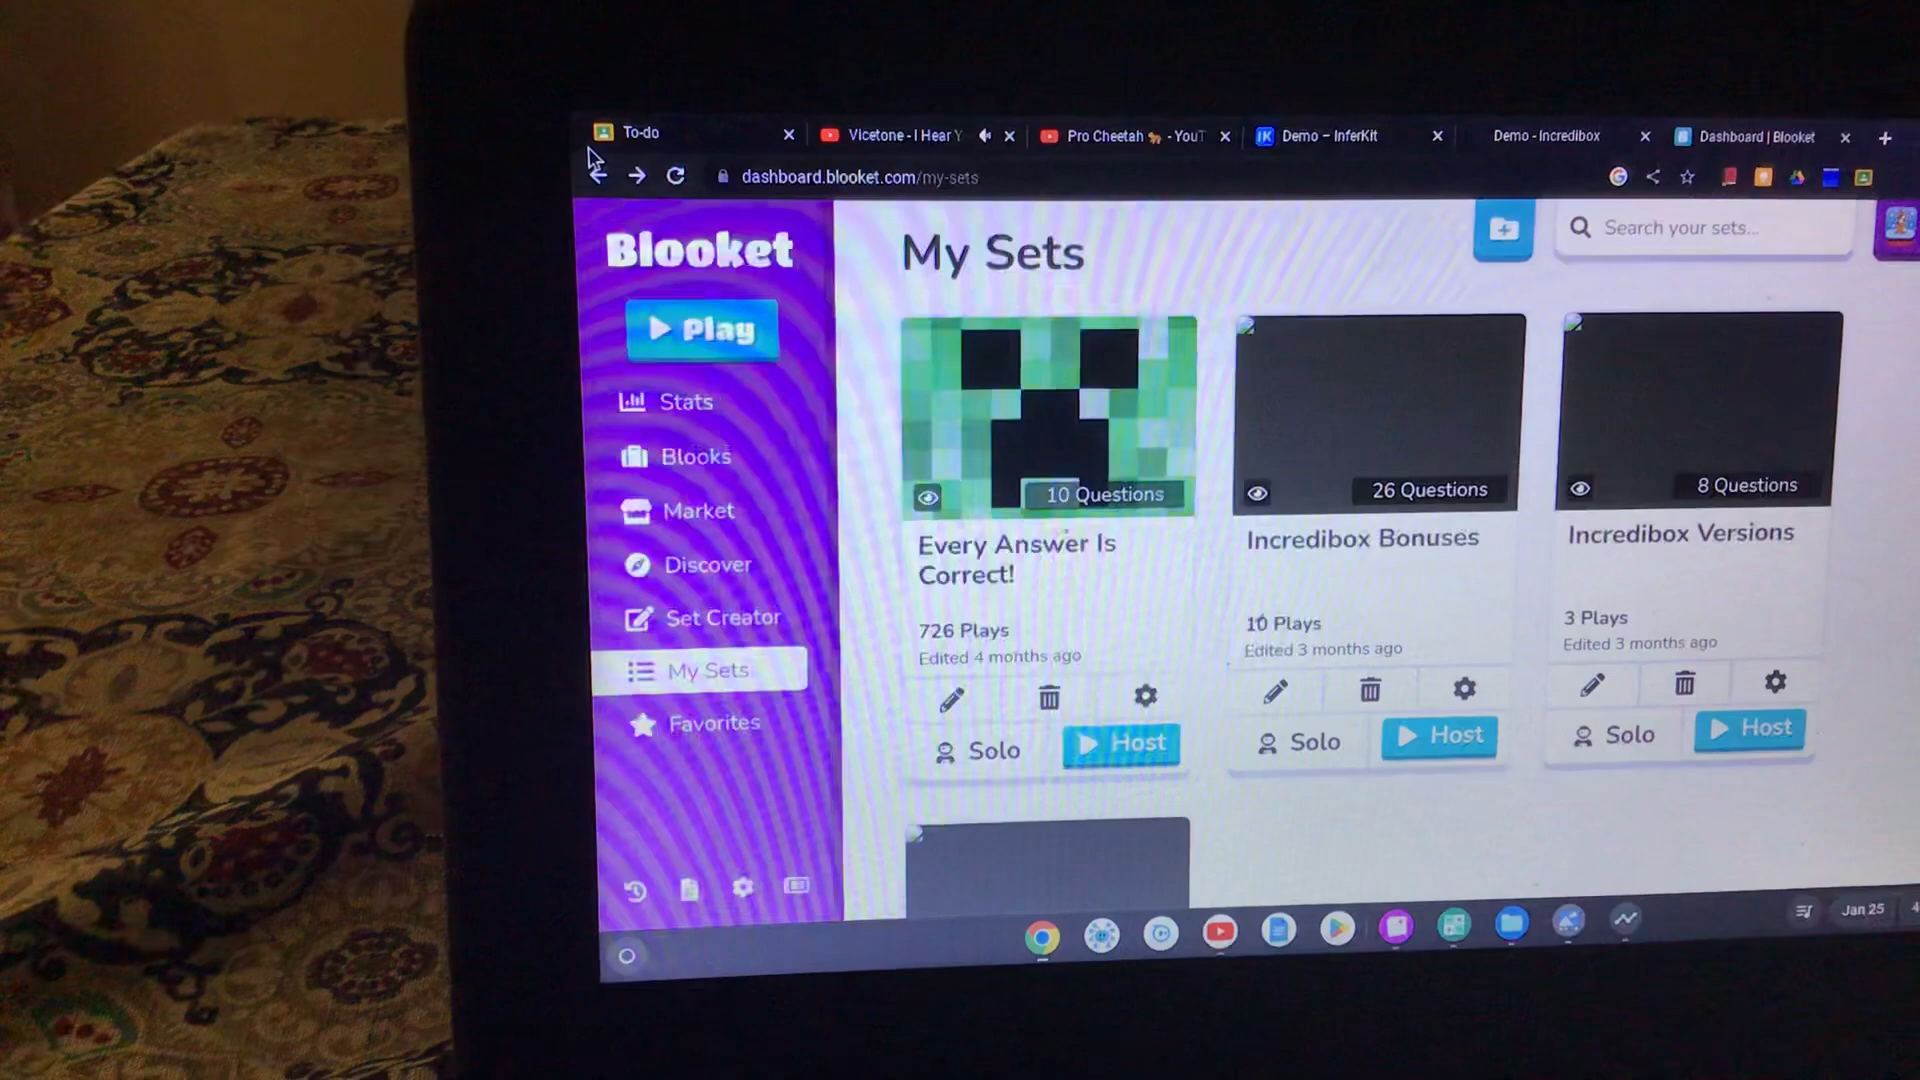 To-do
Vicetone - I Hear Y
Pro Cheetah 🐆 - YouT
Demo – InferKit
Demo - Incredibox
Dashboard | Blooket
dashboard.blooket.com/my-sets
Blooket
Play
Stats
Blooks
Market
Discover
Set Creator
My Sets
Favorites
My Sets
Search your sets...
10 Questions
Every Answer Is
Correct!
726 Plays
Edited 4 months ago
Solo
Host
26 Questions
Incredibox Bonuses
10 Plays
Edited 3 months ago
Solo
Host
8 Questions
Incredibox Versions
3 Plays
Edited 3 months ago
Solo
Host
Jan 25
4